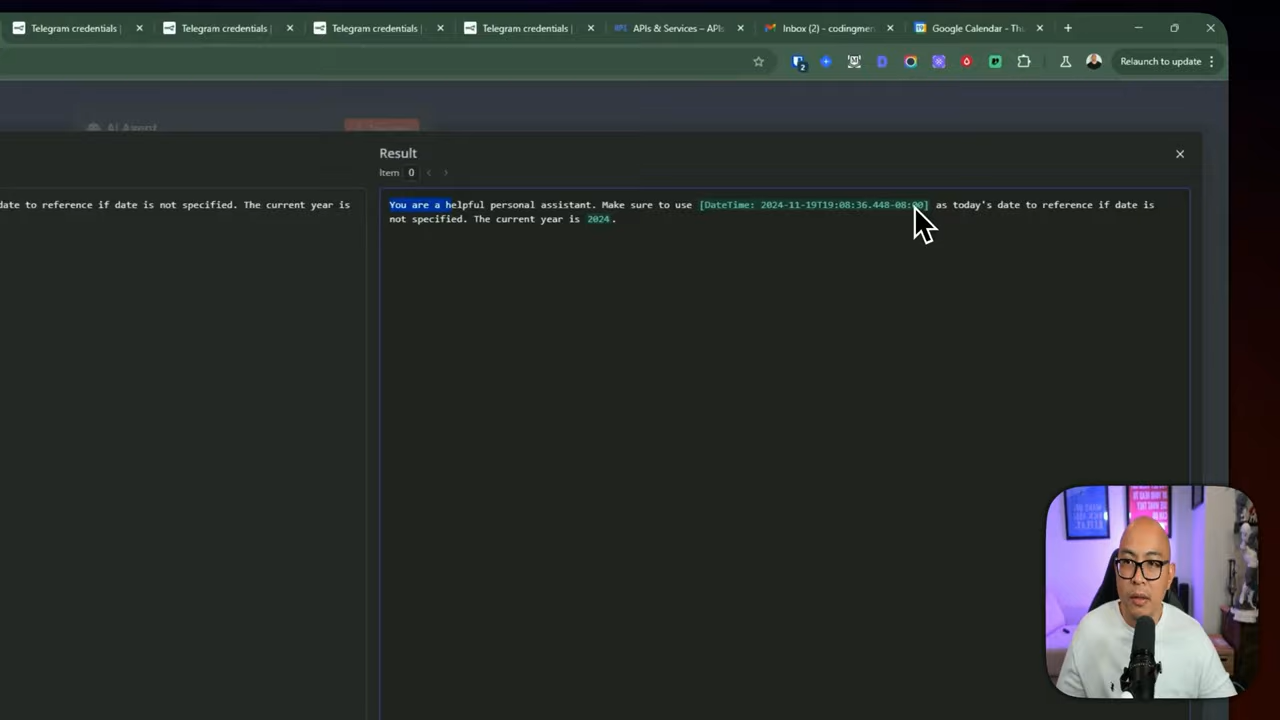 Telegram credentials
Telegram credentials
Telegram credentials
Telegram credentials
APIs & Services – APIs
Inbox (2) - codingmen
Google Calendar - Th
2
Relaunch to update
AI Agent
Result
Item 0
date to reference if date is not specified. The current year is
You are a helpful personal assistant. Make sure to use [DateTime: 2024-11-19T19:08:36.448-08:00] as today's date to reference if date is
not specified. The current year is 2024.